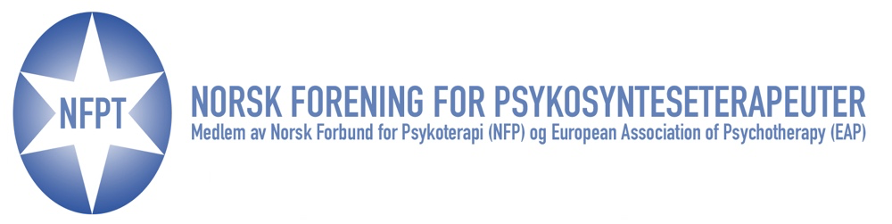 NFPT
NORSK FORENING FOR PSYKOSYNTESETERAPEUTER
Medlem av Norsk Forbund for Psykoterapi (NFP) og European Association of Psychotherapy (EAP)